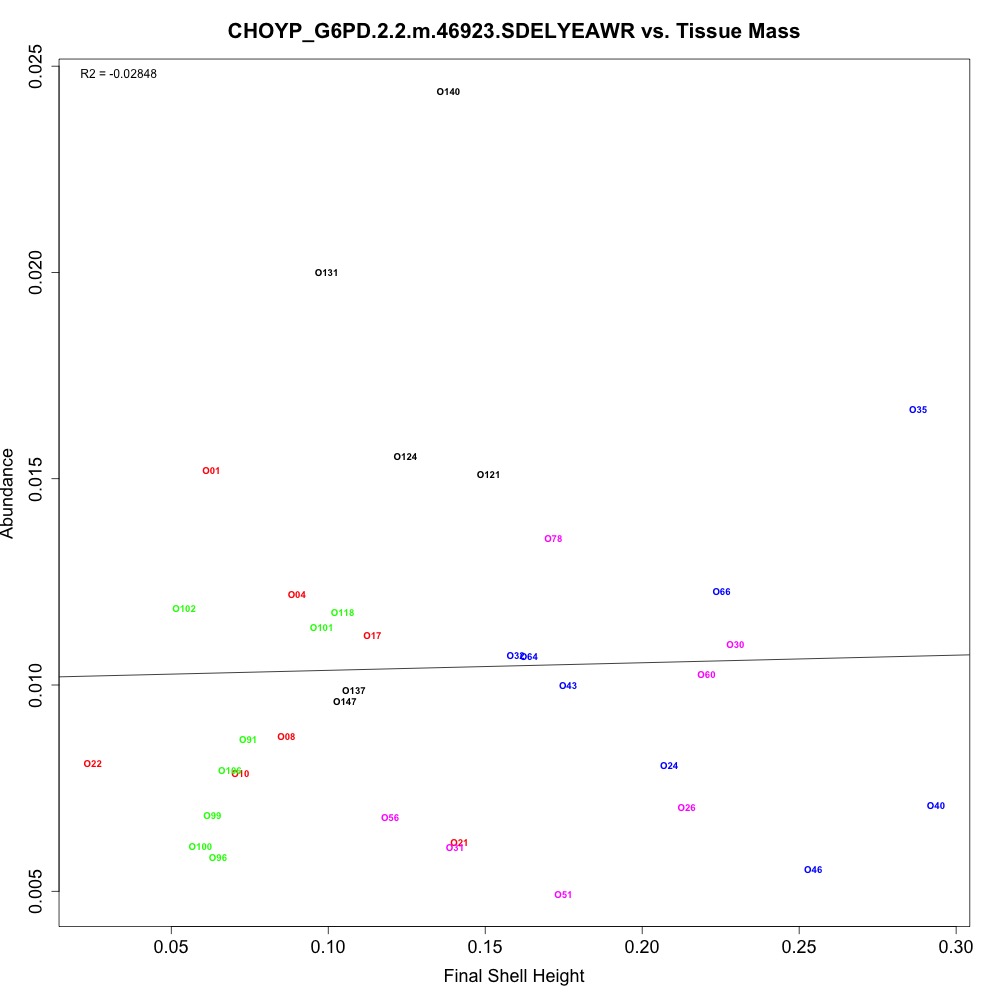 CHOYP_G6PD.2.2.m.46923.SDELYEAWR vs. Tissue Mass
R2 = -0.02848
0.025
O140
0.020
O131
O35
O124
O01
O121
0.015
O78
O66
O04
O102
O118
O101
O17
O30
O32
O64
O60
O43
0.010
O137
O147
O91
O08
O24
O22
O10
O26
O40
O99
O56
O21
O31
O100
O96
O46
O51
0.005
Abundance
0.05 0.10 0.15 0.20 0.25 0.30
Final Shell Height